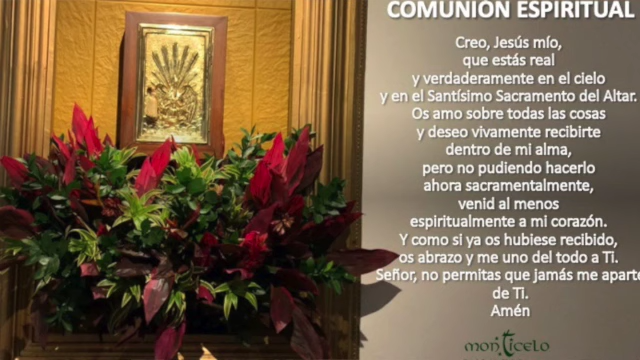 COMUNIÓN ESPIRITUAL
Creo, Jesús mío,
que estás real
y verdaderamente en el cielo
y en el Santísimo Sacramento del Altar.
Os amo sobre todas las cosas
y deseo vivamente recibirte
dentro de mi alma,
pero no pudiendo hacerlo
ahora sacramentalmente,
venid al menos
espiritualmente a mi corazón.
Y como si ya os hubiese recibido,
os abrazo y me uno del todo a Ti.
Señor, no permitas que jamás me aparte
de Ti.
Amén
monticelo